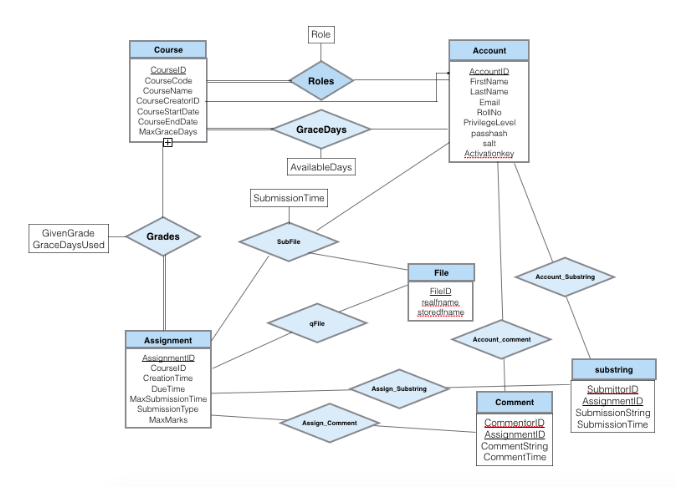 Role
Course
CourseID
CourseCode
CourseName
CourseCreatorID
CourseStartDate
CourseEndDate
MaxGraceDays
Roles
Account
AccountID
FirstName
LastName
Email
RollNo
PrivilegeLevel
passhash
salt
Activationkey
GraceDays
AvailableDays
SubmissionTime
GivenGrade
GraceDaysUsed
Grades
SubFile
File
FileID
realfname
storedfname
Account_Substring
qFile
Account_comment
Assignment
AssignmentID
CourseID
CreationTime
DueTime
MaxSubmissionTime
SubmissionType
MaxMarks
Assign_Substring
substring
SubmittorID
AssignmentID
SubmissionString
SubmissionTime
Assign_Comment
Comment
CommentorID
AssignmentID
CommentString
CommentTime